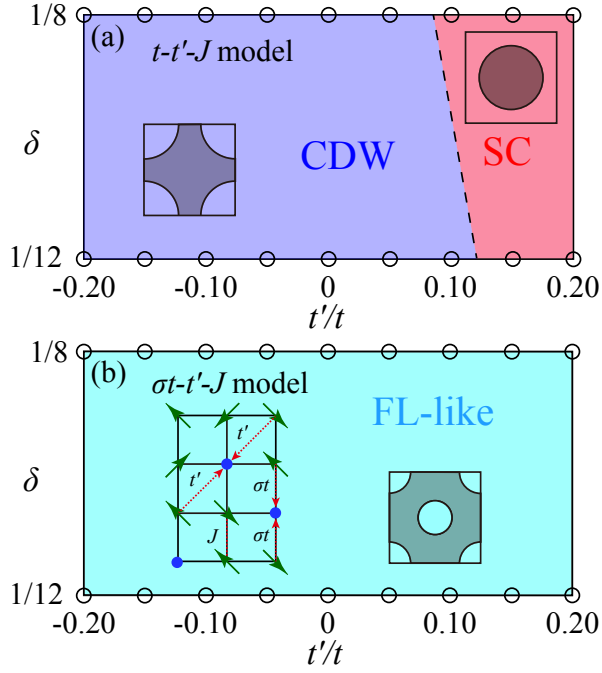 1/8
(a)
t-t'-J model
CDW
SC
δ
1/12
-0.20
-0.10
0
0.10
0.20
t'/t
1/8
(b)
σt-t'-J model
FL-like
t'
t'
σt
J
σt
δ
1/12
-0.20
-0.10
0
0.10
0.20
t'/t